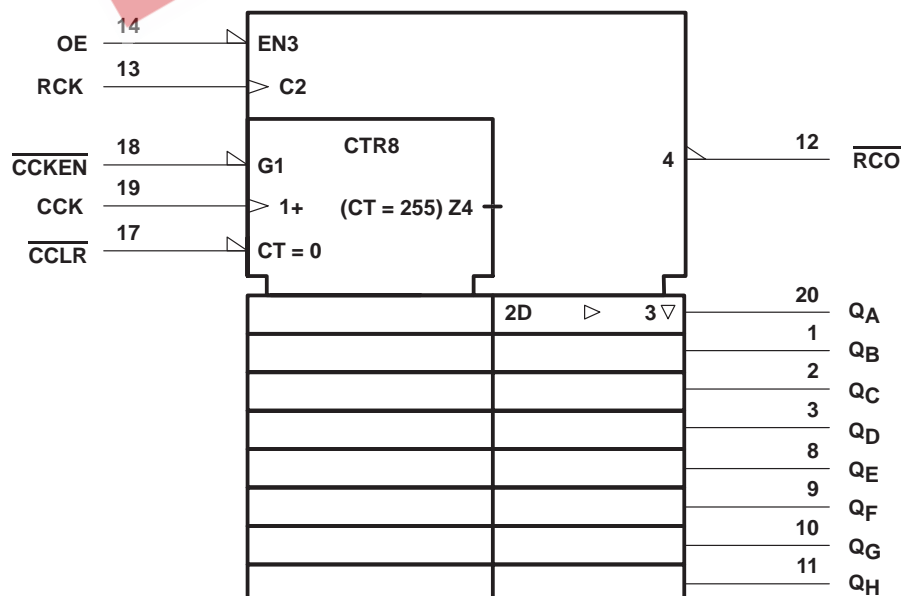 14
OE EN3
13
RCK C2
CTR8
18
CCKEN G1
12
4 RCO
19
CCK 1+ (CT = 255) Z4
17
CCLR CT = 0
20
2D 3 QA
1
QB
2
QC
3
QD
8
QE
9
QF
10
QG
11
QH